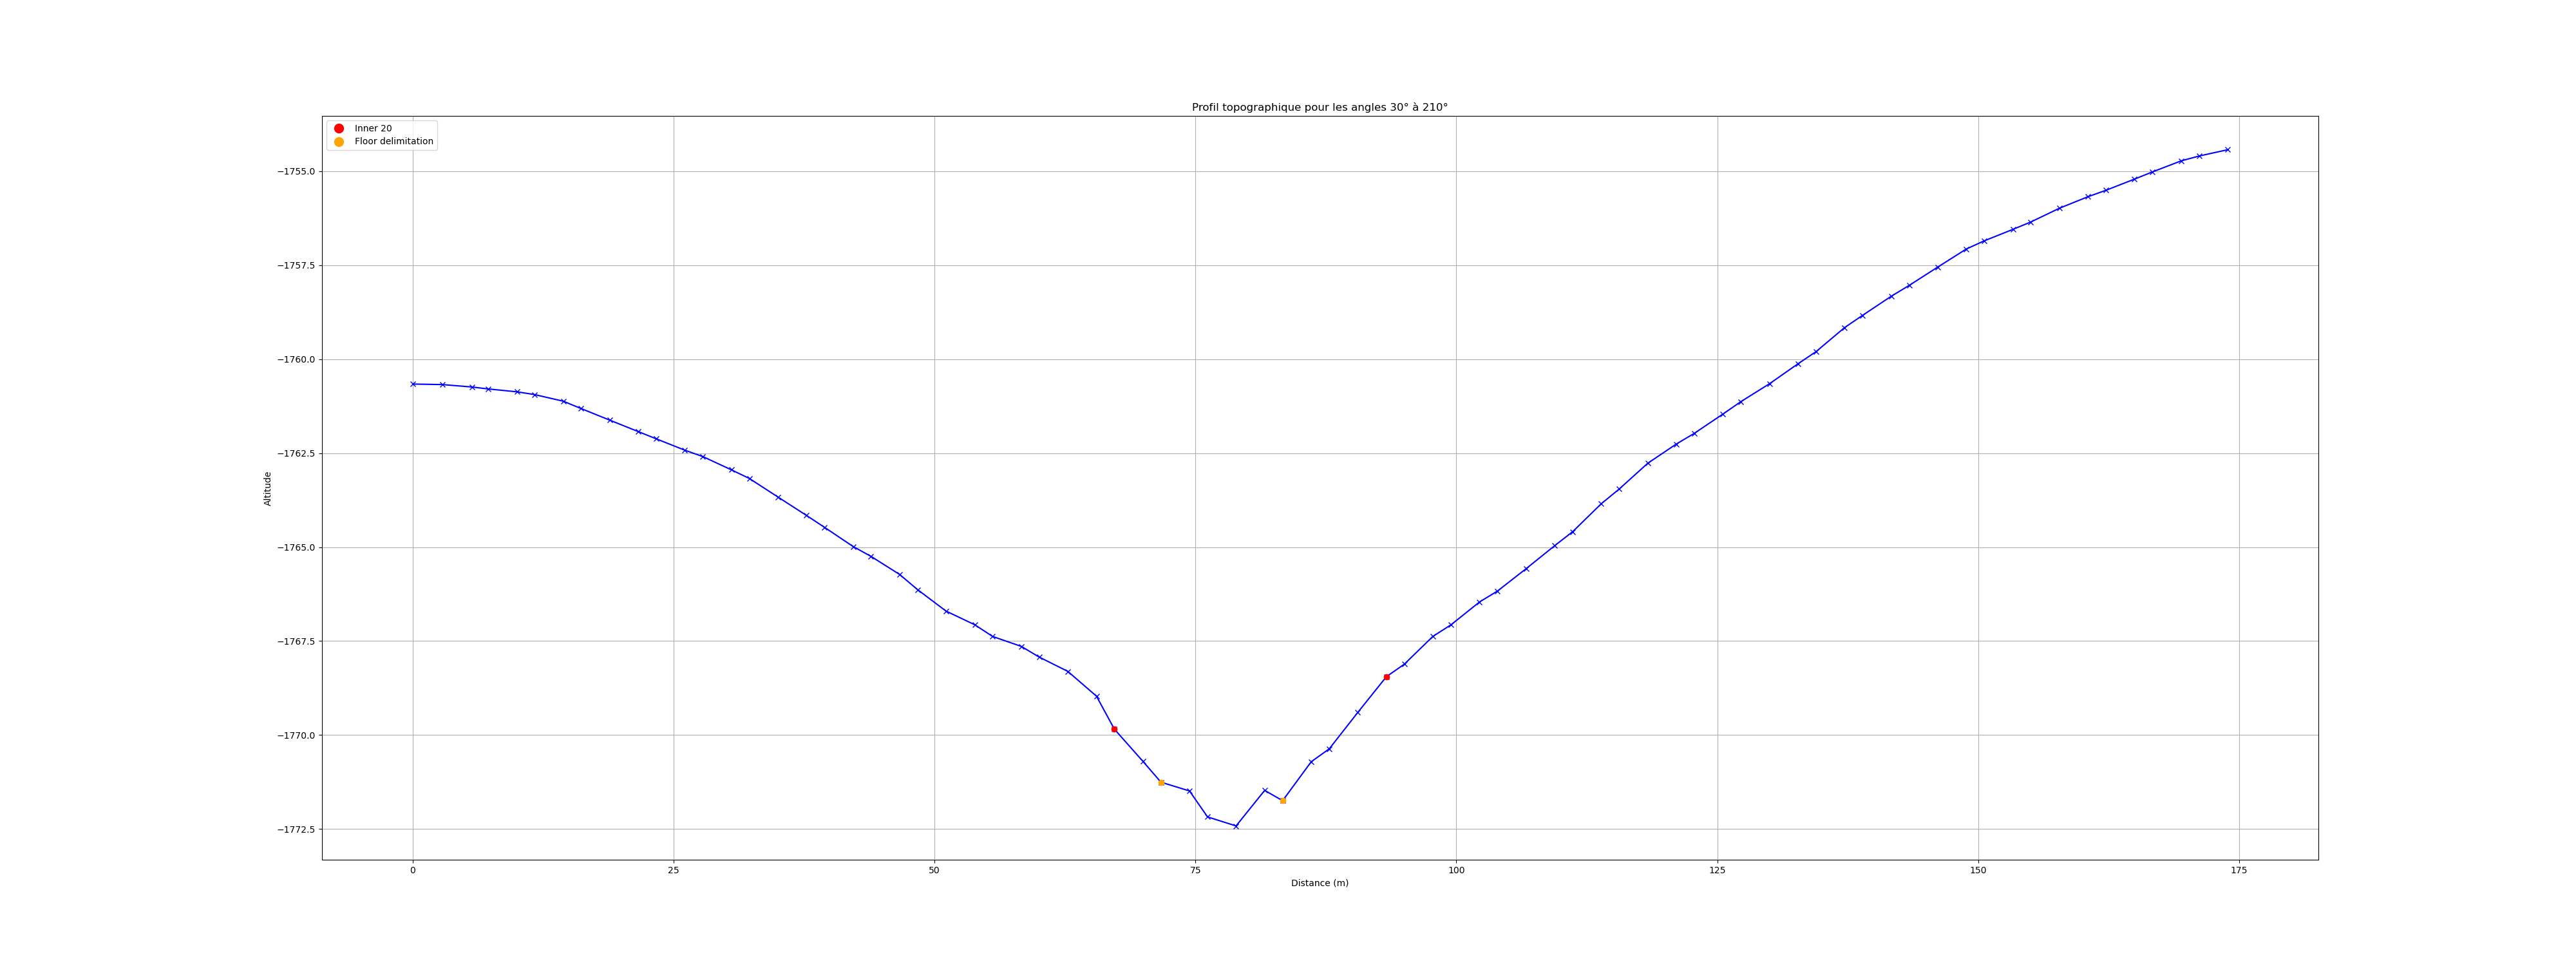 Profil topographique pour les angles 30° à 210°
Inner 20
Floor delimitation
−1755.0
−1757.5
−1760.0
−1762.5
−1765.0
−1767.5
−1770.0
−1772.5
Altitude
0 25 50 75 100 125 150 175
Distance (m)